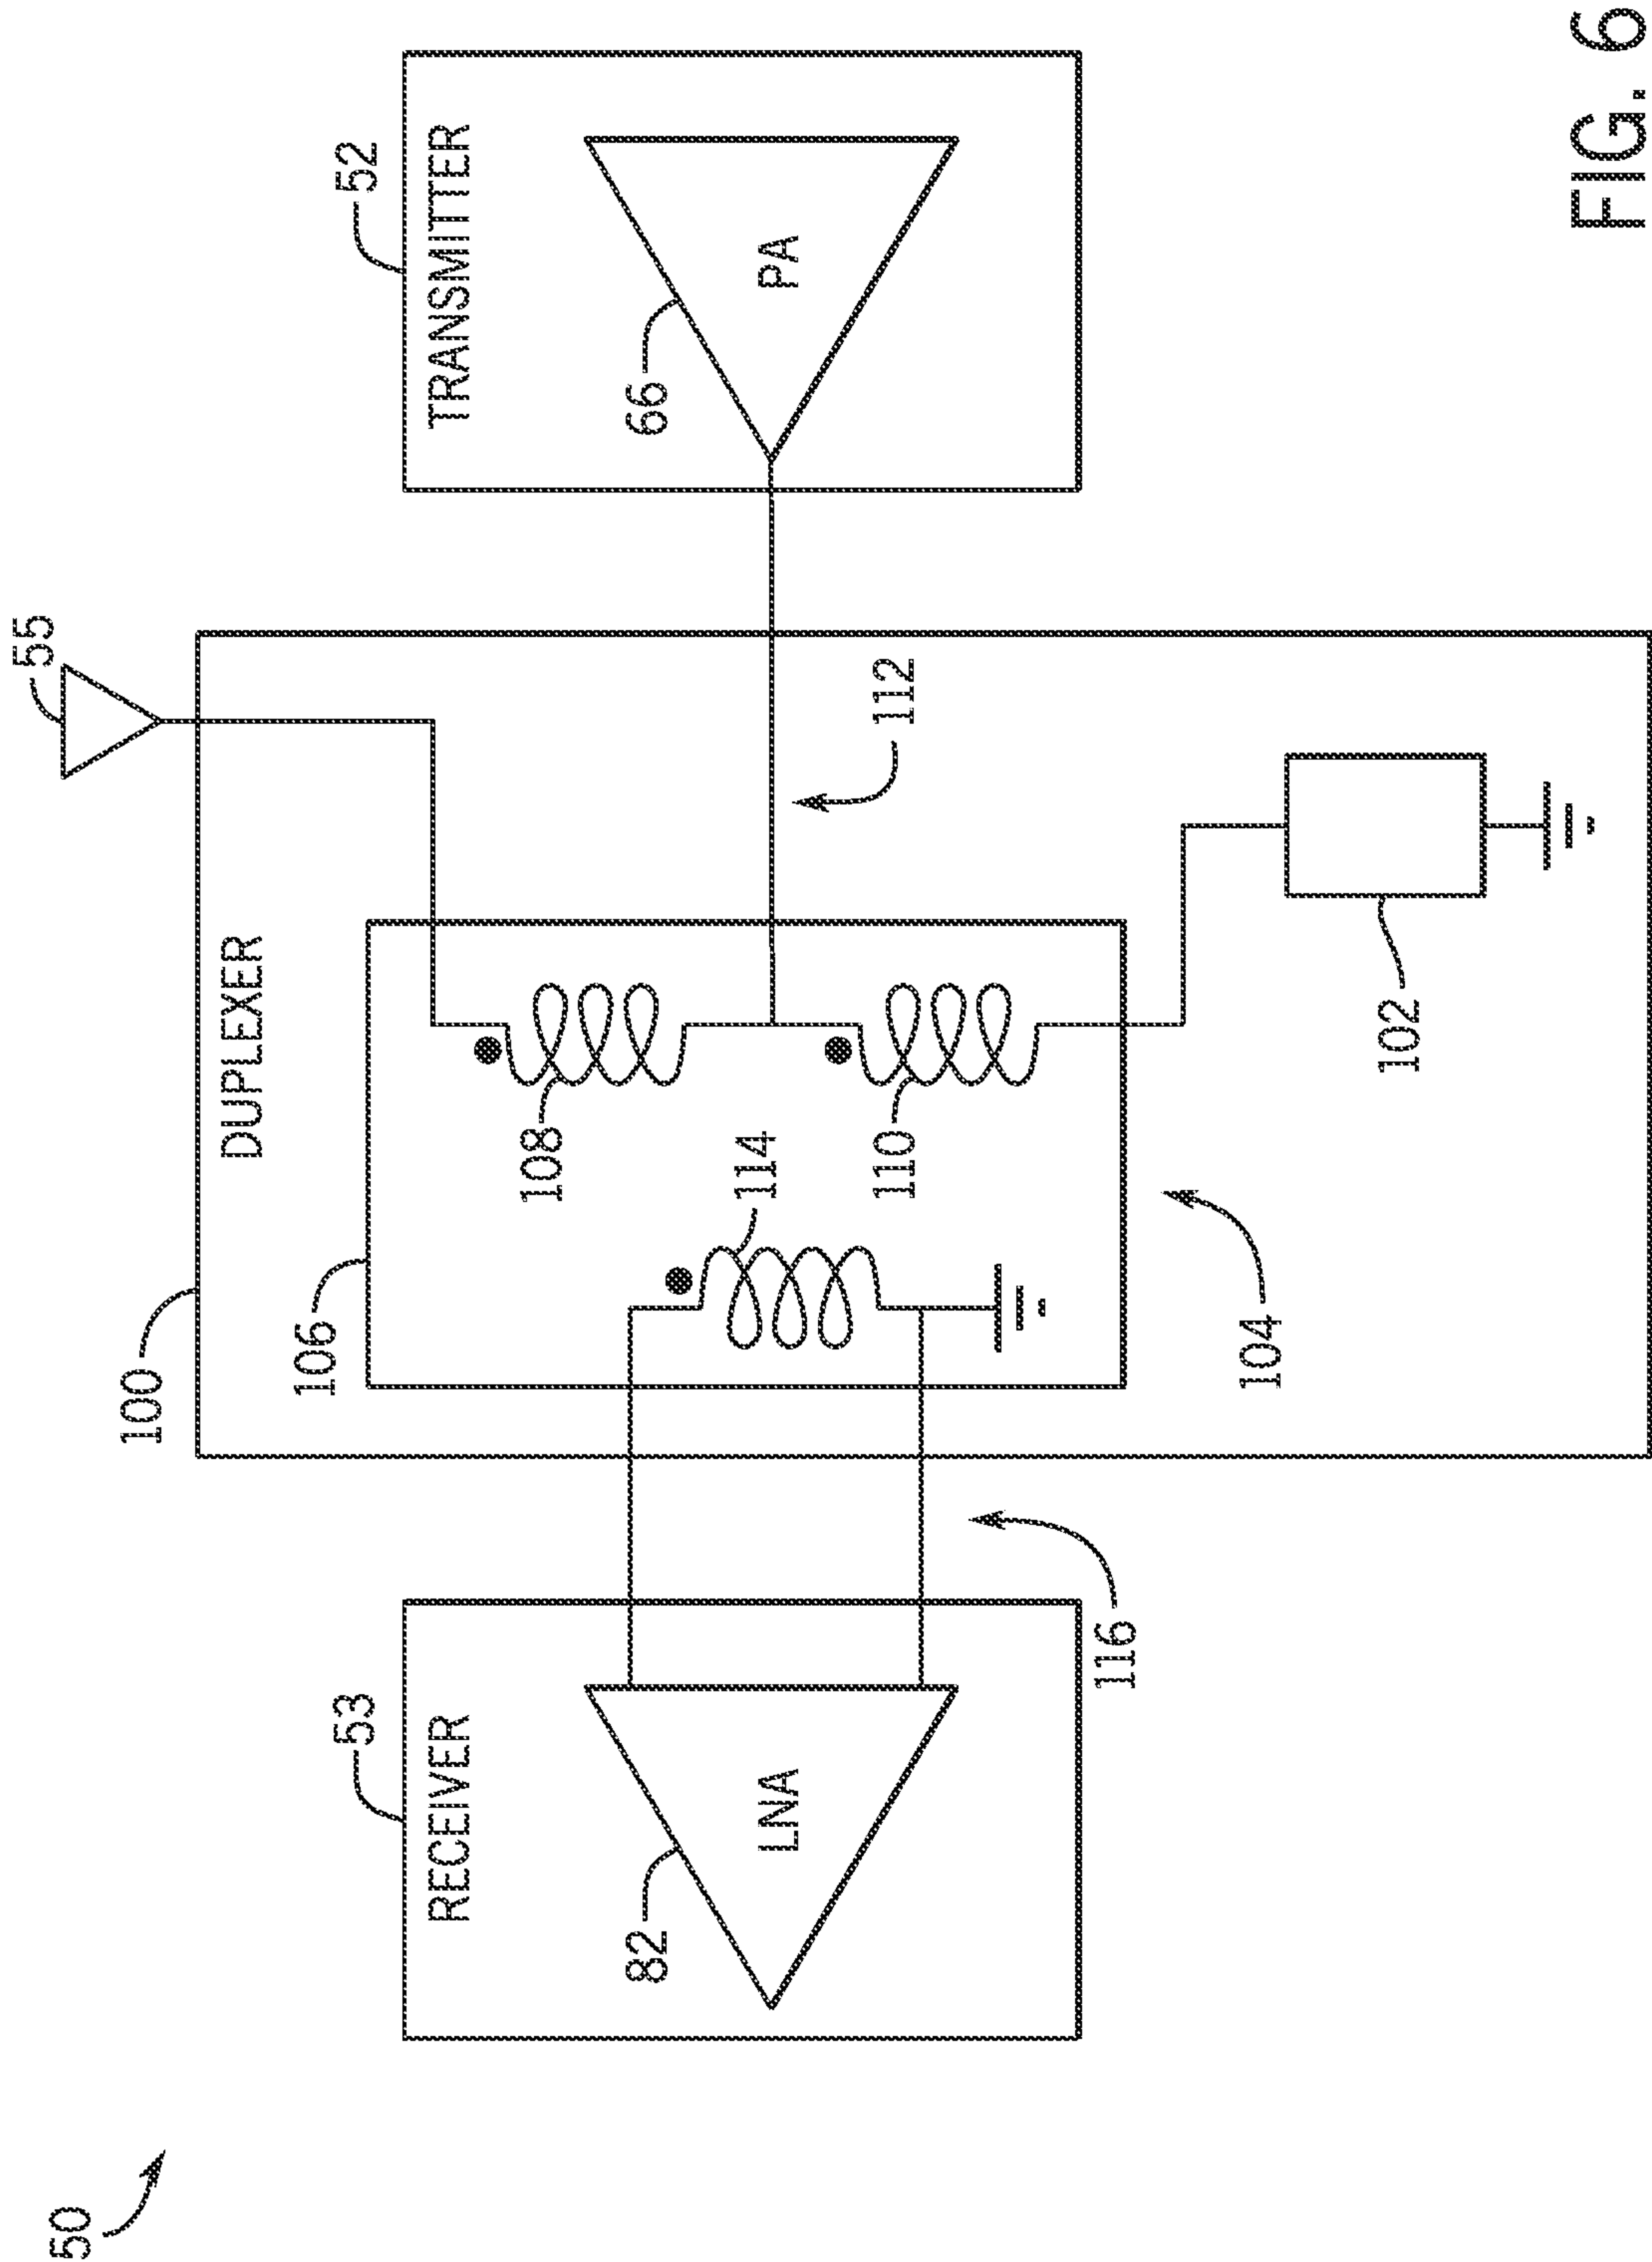 50
100
55
DUPLEXER
53
106
52
RECEIVER
TRANSMITTER
82
108
66
LNA
114
PA
110
112
116
104
102
FIG. 6